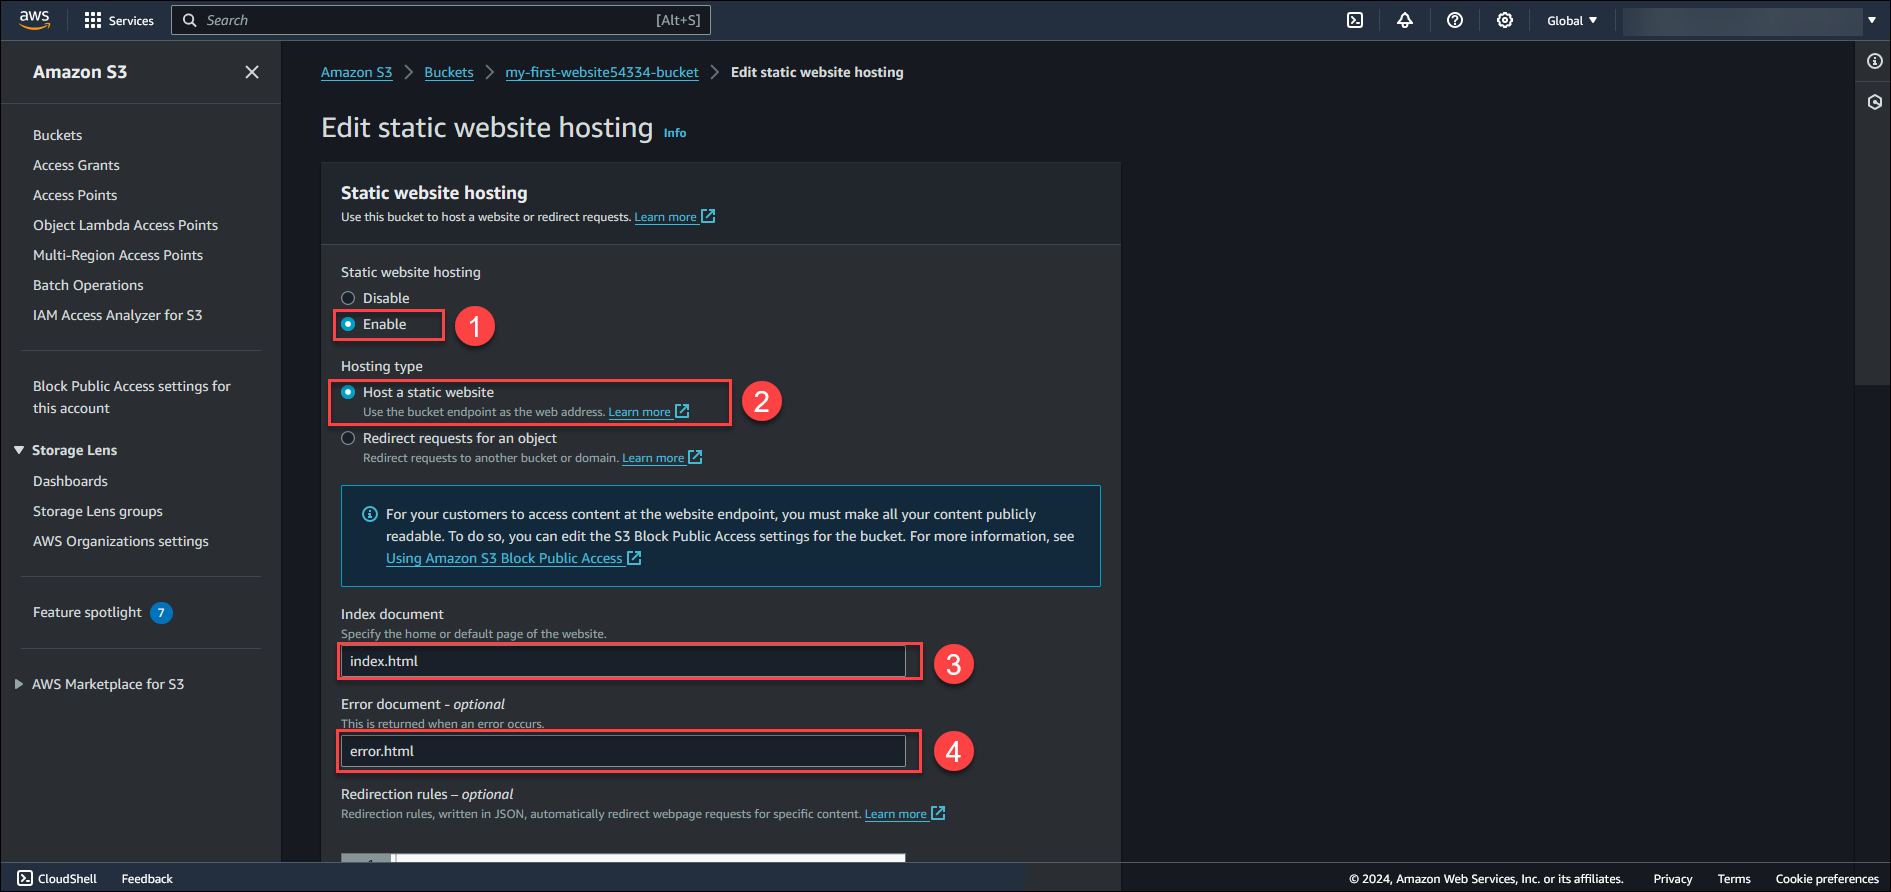 aws
Services
Search
[Alt+S]
Global
Amazon S3
Buckets
Access Grants
Access Points
Object Lambda Access Points
Multi-Region Access Points
Batch Operations
IAM Access Analyzer for S3
Block Public Access settings for
this account
Storage Lens
Dashboards
Storage Lens groups
AWS Organizations settings
Feature spotlight 7
AWS Marketplace for S3
Amazon S3 > Buckets > my-first-website54334-bucket > Edit static website hosting
Edit static website hosting Info
Static website hosting
Use this bucket to host a website or redirect requests. Learn more
Static website hosting
Disable
Enable
1
Hosting type
Host a static website
Use the bucket endpoint as the web address. Learn more
2
Redirect requests for an object
Redirect requests to another bucket or domain. Learn more
For your customers to access content at the website endpoint, you must make all your content publicly
readable. To do so, you can edit the S3 Block Public Access settings for the bucket. For more information, see
Using Amazon S3 Block Public Access
Index document
Specify the home or default page of the website.
index.html
3
Error document - optional
This is returned when an error occurs.
error.html
4
Redirection rules – optional
Redirection rules, written in JSON, automatically redirect webpage requests for specific content. Learn more
CloudShell
Feedback
© 2024, Amazon Web Services, Inc. or its affiliates.
Privacy
Terms
Cookie preferences